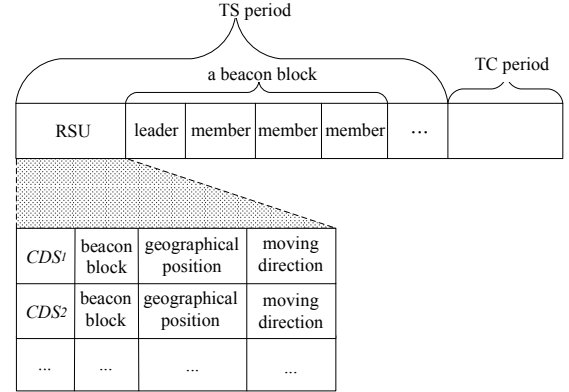 TS period
a beacon block
TC period
RSU leader member member member ...
CDS1 beacon block geographical position moving direction
CDS2 beacon block geographical position moving direction
... ... ... ...